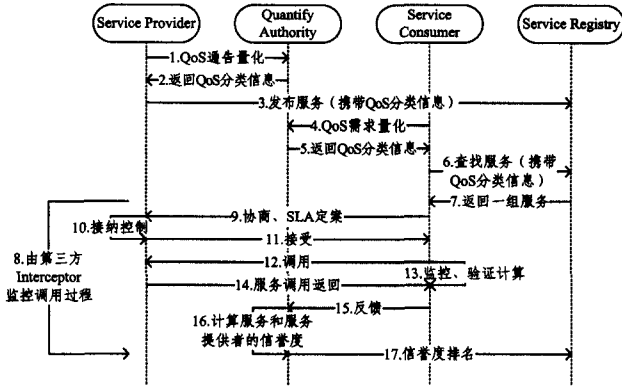 Service Provider
Quantify
Authority
Service
Consumer
Service Registry
1.QoS通告量化
2.返回QoS分类信息
3.发布服务（携带QoS分类信息）
4.QoS需求量化
5.返回QoS分类信息
6.查找服务（携带
QoS分类信息）
7.返回一组服务
8.由第三方
Interceptor
监控调用过程
9.协商、SLA定案
10.接纳控制
11.接受
12.调用
13.监控、验证计算
14.服务调用返回
15.反馈
16.计算服务和服务
提供者的信誉度
17.信誉度排名